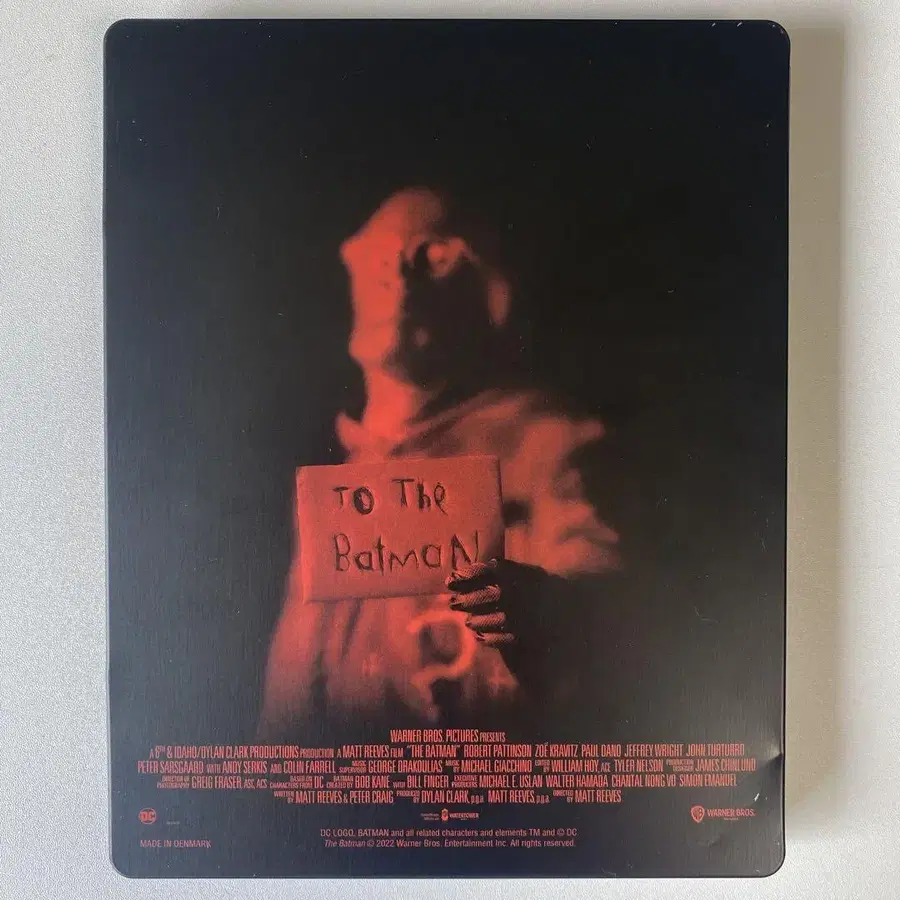 TO The
BatmaN
WARNER BROS. PICTURES PRESENTS
A 6TH & IDAHO/DYLAN CLARK PRODUCTIONS PRODUCTION A MATT REEVES FILM "THE BATMAN" ROBERT PATTINSON ZOË KRAVITZ PAUL DANO JEFFREY WRIGHT JOHN TURTURRO
PETER SARSGAARD WITH ANDY SERKIS AND COLIN FARRELL MUSIC SUPERVISOR GEORGE DRAKOULIAS MUSIC BY MICHAEL GIACCHINO EDITED BY WILLIAM HOY, ACE TYLER NELSON PRODUCTION DESIGNER JAMES CHINLUND
DIRECTOR OF PHOTOGRAPHY GREIG FRASER, ASC, ACS BASED ON CHARACTERS FROM DC BATMAN CREATED BY BOB KANE WITH BILL FINGER EXECUTIVE PRODUCERS MICHAEL E. USLAN WALTER HAMADA CHANTAL NONG VO SIMON EMANUEL
WRITTEN BY MATT REEVES & PETER CRAIG PRODUCED BY DYLAN CLARK, p.g.a. MATT REEVES, p.g.a. DIRECTED BY MATT REEVES
DC WATERTOWER WB WARNER BROS.
DC LOGO, BATMAN and all related characters and elements TM and © DC
MADE IN DENMARK The Batman © 2022 Warner Bros. Entertainment Inc. All rights reserved.